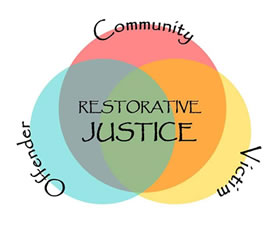 Community
RESTORATIVE
JUSTICE
Offender
Victim